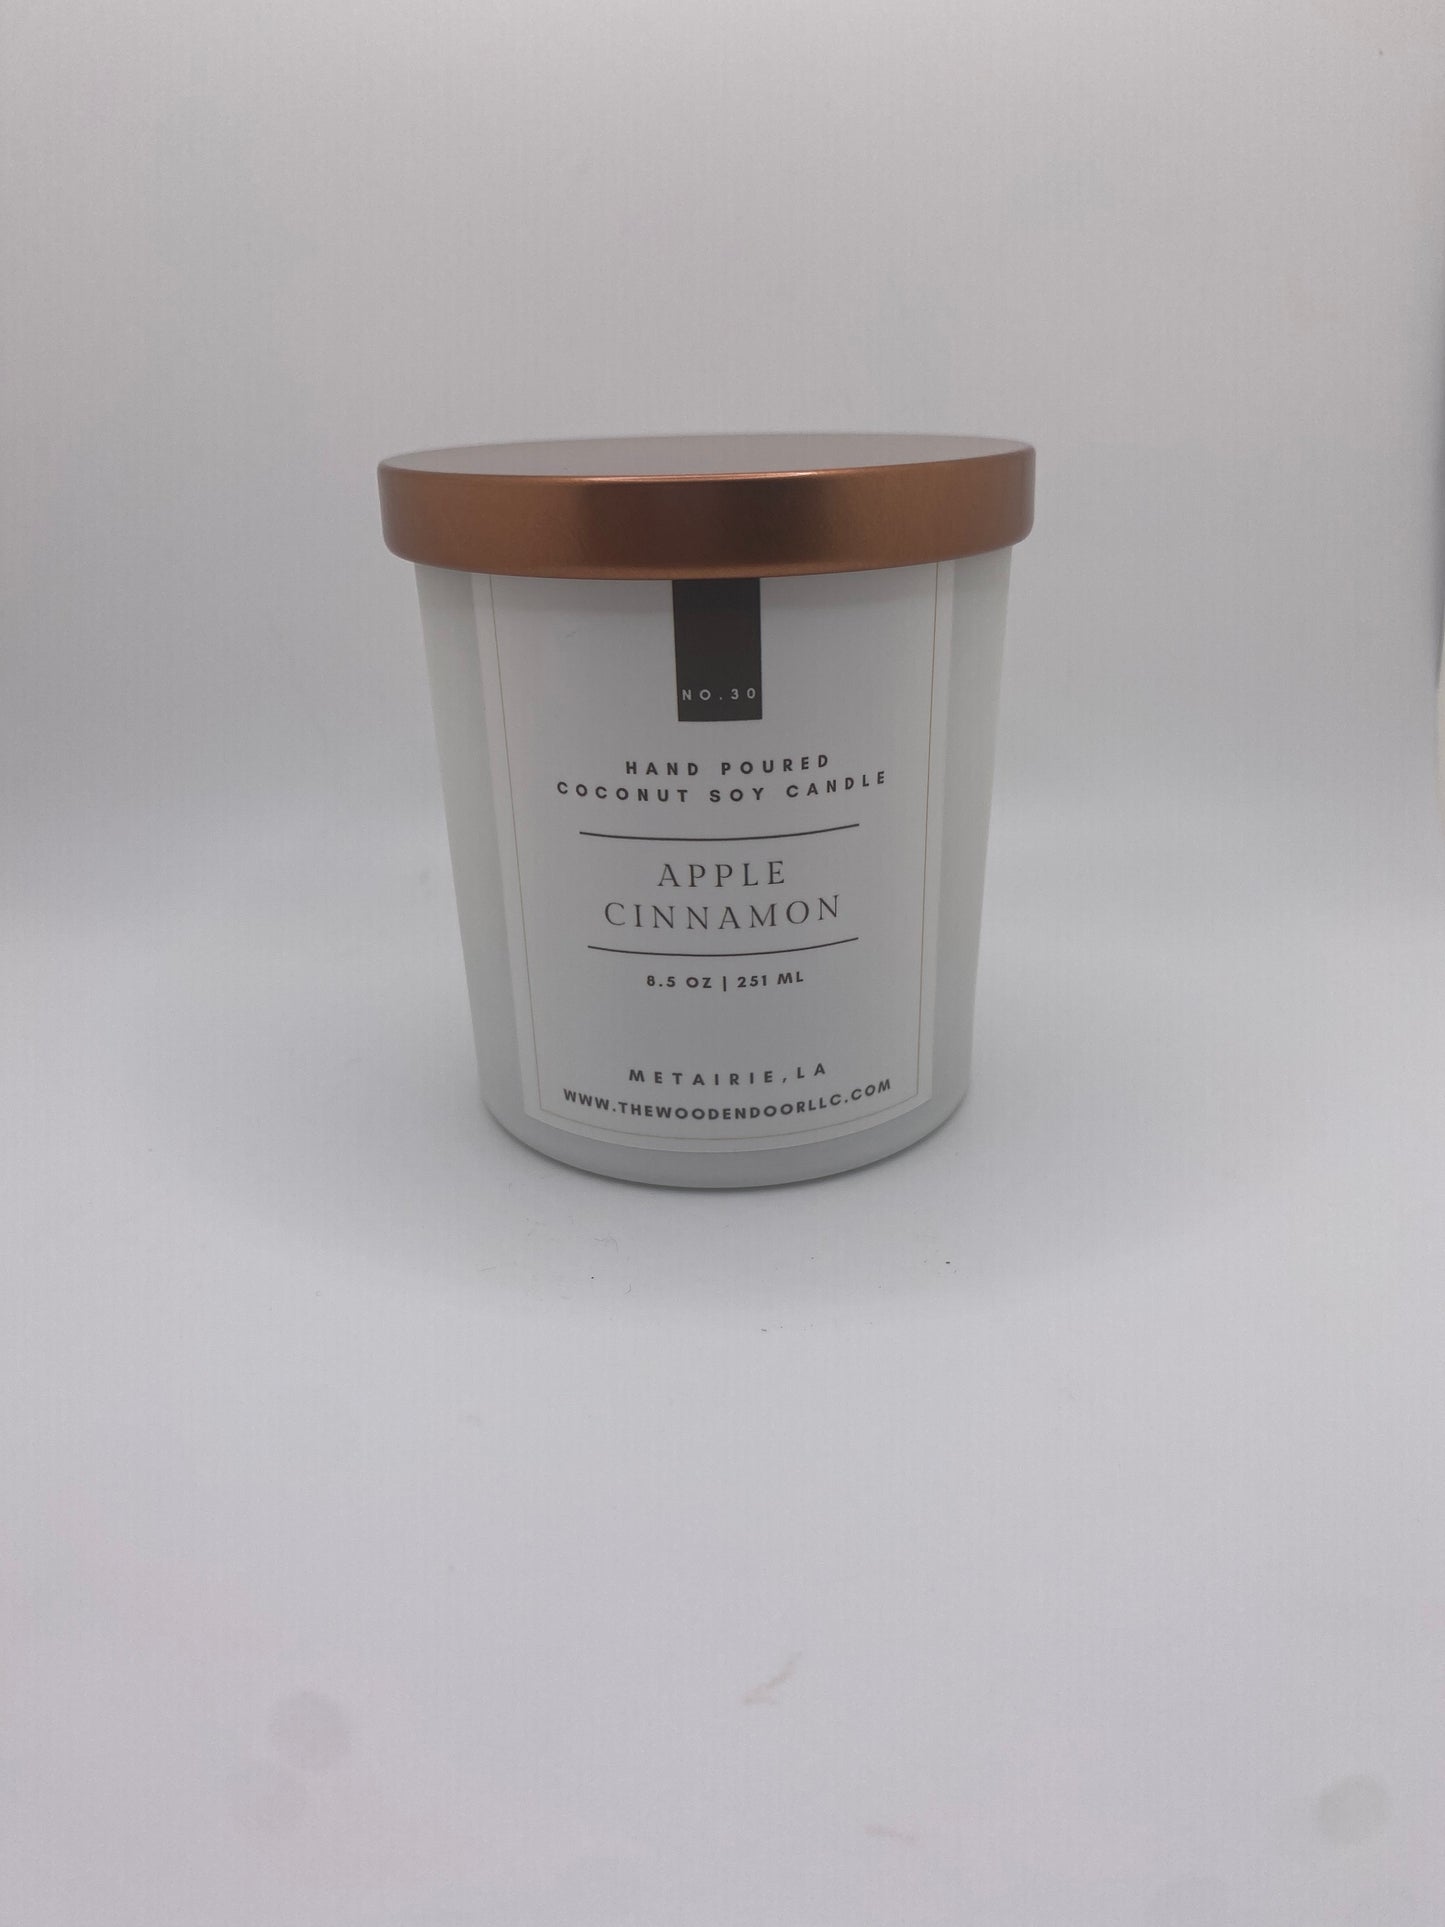 NO.30
HAND POURED
COCONUT SOY CANDLE
APPLE
CINNAMON
8.5 OZ | 251 ML
METAIRIE, LA
WWW.THEWOODENDOORLLC.COM